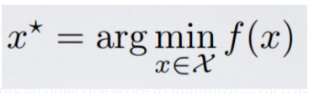 x⋆ = arg min f(x)
x∈𝒳